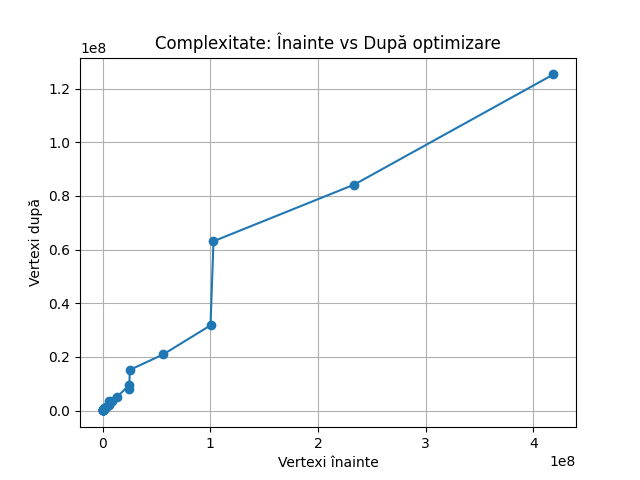 Complexitate: Înainte vs După optimizare
1e8
1.2
1.0
0.8
0.6
0.4
0.2
0.0
Vertexi după
0 1 2 3 4
1e8
Vertexi înainte